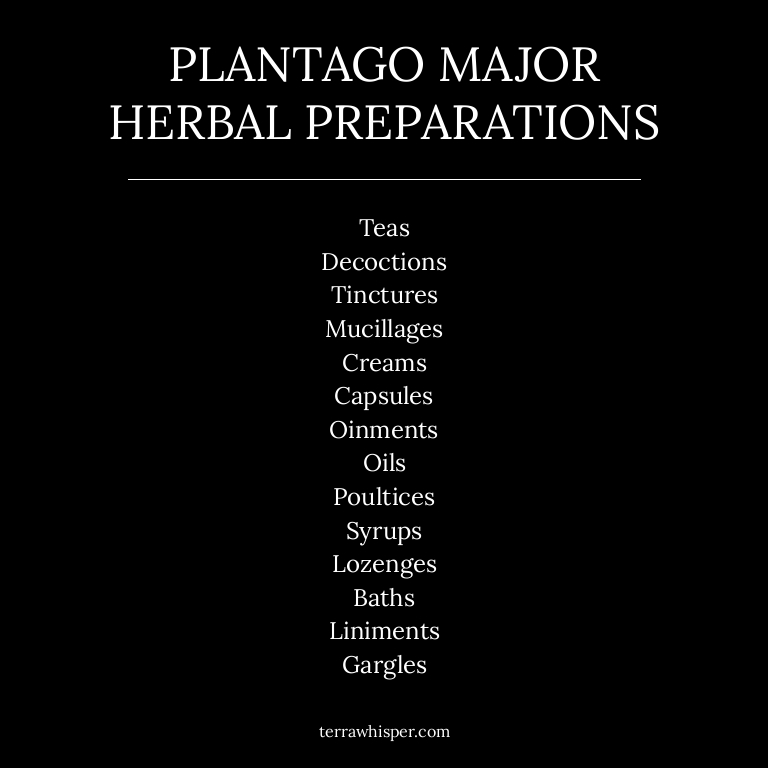 PLANTAGO MAJOR
HERBAL PREPARATIONS
Teas
Decoctions
Tinctures
Mucillages
Creams
Capsules
Oinments
Oils
Poultices
Syrups
Lozenges
Baths
Liniments
Gargles
terrawhisper.com